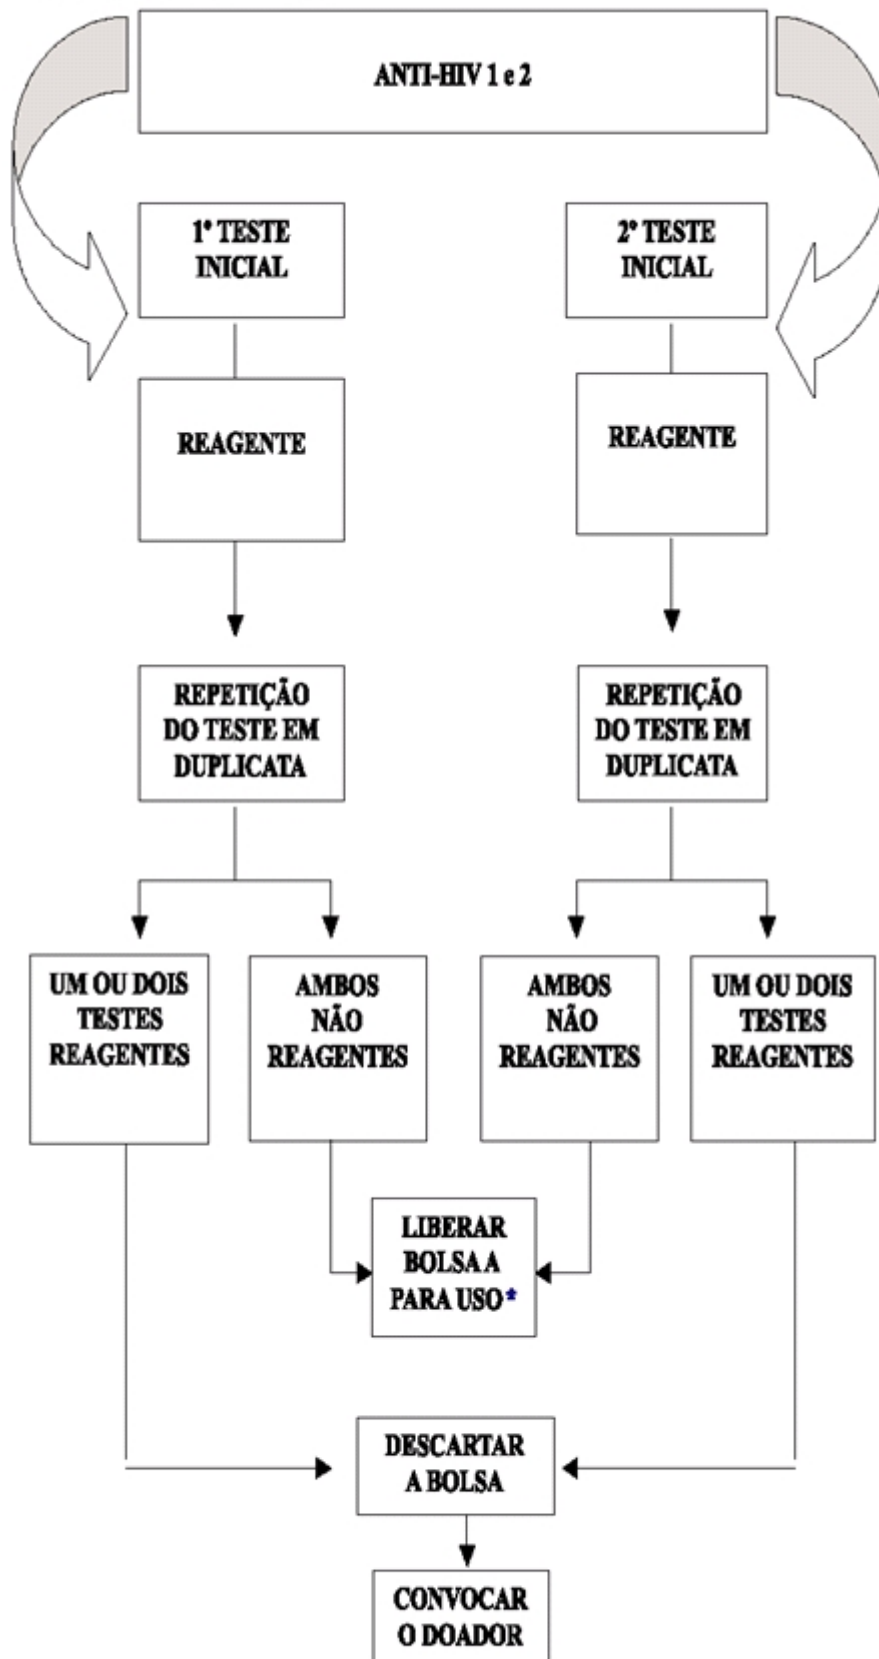 ANTI-HIV 1 e 2
1º TESTE
INICIAL
2º TESTE
INICIAL
REAGENTE
REAGENTE
REPETIÇÃO
DO TESTE EM
DUPLICATA
REPETIÇÃO
DO TESTE EM
DUPLICATA
UM OU DOIS
TESTES
REAGENTES
AMBOS
NÃO
REAGENTES
AMBOS
NÃO
REAGENTES
UM OU DOIS
TESTES
REAGENTES
LIBERAR
BOLSA A
PARA USO*
DESCARTAR
A BOLSA
CONVOCAR
O DOADOR